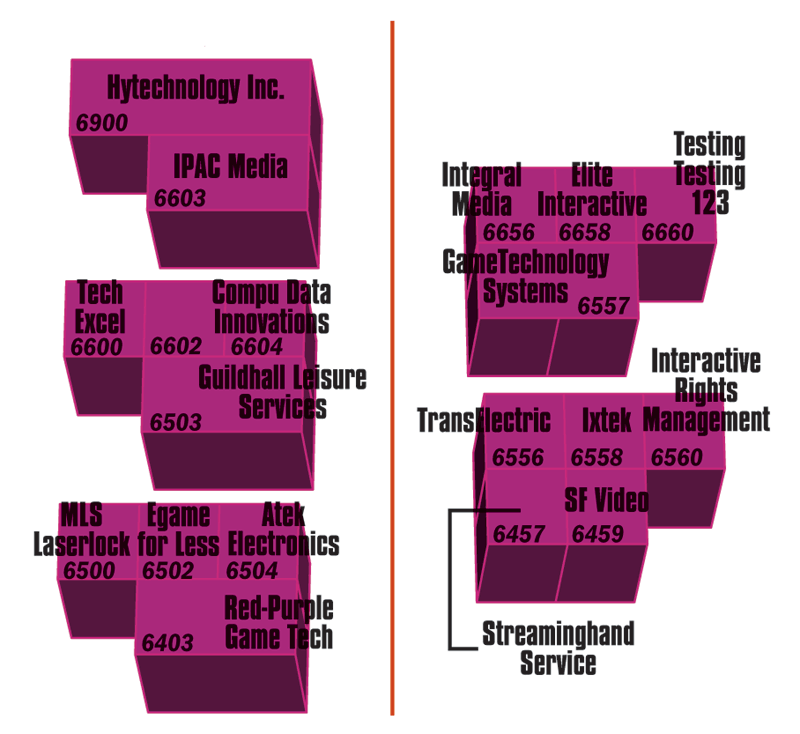 Hytechnology Inc.
6900
IPAC Media
6603
Tech
Excel
6600
6602
Compu Data
Innovations
6604
Guildhall Leisure
Services
6503
MLS
Laserlock
6500
Egame
for Less
6502
Atek
Electronics
6504
Red-Purple
Game Tech
6403
Integral
Media
6656
Elite
Interactive
6658
Testing
Testing
123
6660
GameTechnology
Systems
6557
TransElectric
6556
Ixtek
6558
Interactive
Rights
Management
6560
6457
SF Video
6459
Streaminghand
Service